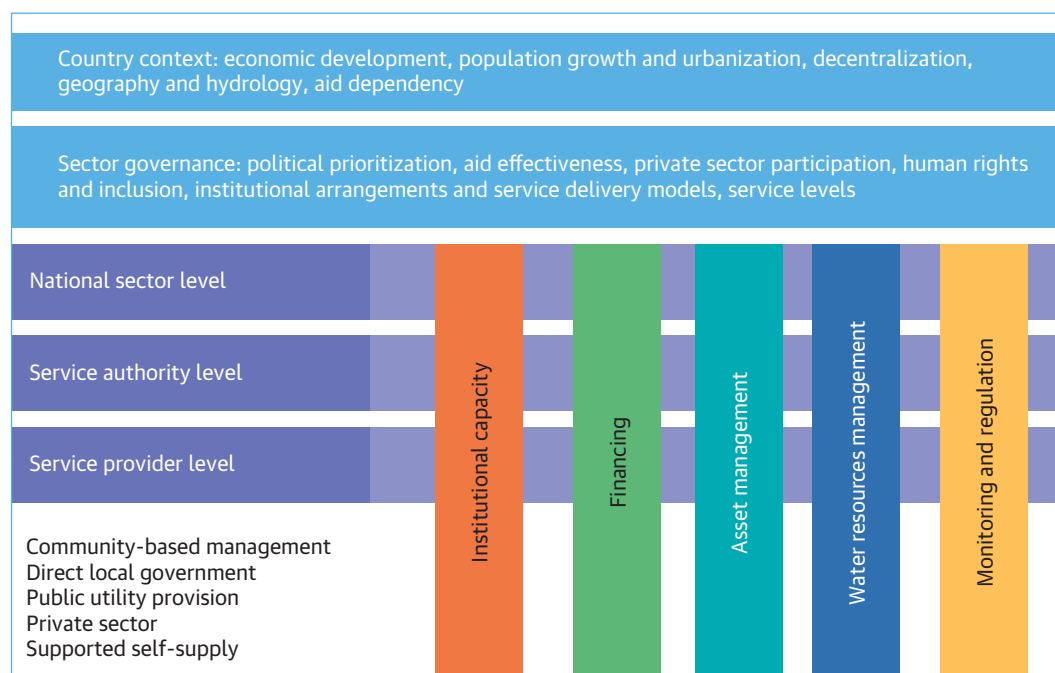 Country context: economic development, population growth and urbanization, decentralization,
geography and hydrology, aid dependency
Sector governance: political prioritization, aid effectiveness, private sector participation, human rights
and inclusion, institutional arrangements and service delivery models, service levels
National sector level
Service authority level
Service provider level
Community-based management
Direct local government
Public utility provision
Private sector
Supported self-supply
Institutional capacity
Financing
Asset management
Water resources management
Monitoring and regulation